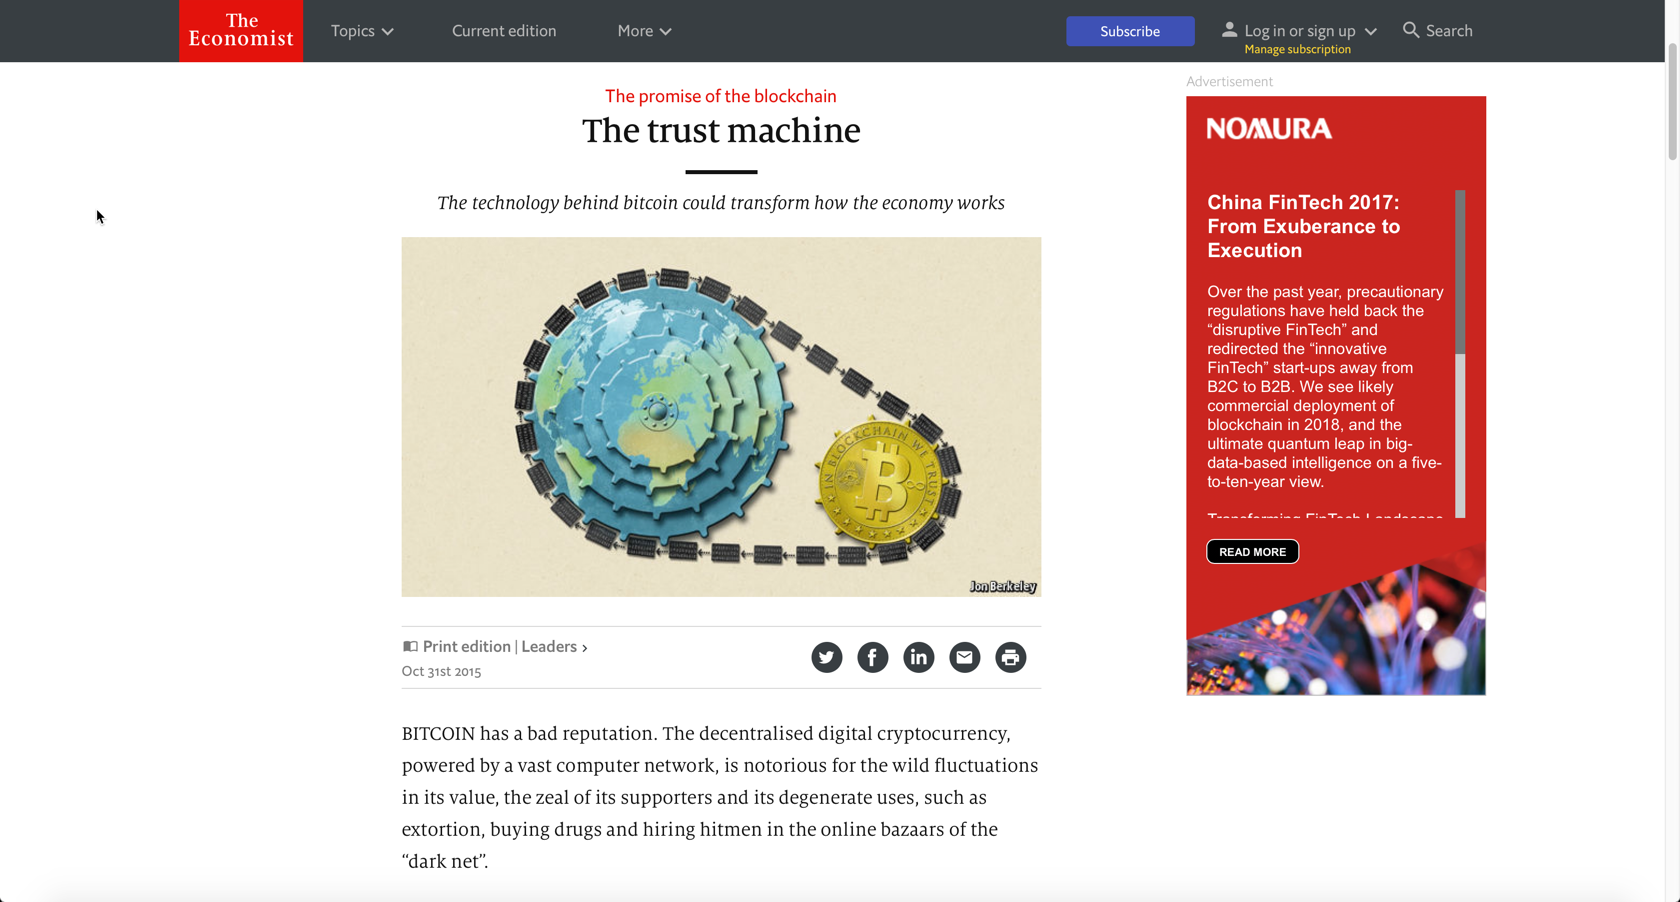 The
Economist
Topics
Current edition
More
Subscribe
Log in or sign up
Manage subscription
Search
The promise of the blockchain
The trust machine
The technology behind bitcoin could transform how the economy works
IN BLOCKCHAIN WE TRUST
Jon Berkeley
Print edition | Leaders ›
Oct 31st 2015
BITCOIN has a bad reputation. The decentralised digital cryptocurrency,
powered by a vast computer network, is notorious for the wild fluctuations
in its value, the zeal of its supporters and its degenerate uses, such as
extortion, buying drugs and hiring hitmen in the online bazaars of the
“dark net”.
Advertisement
NOMURA
China FinTech 2017:
From Exuberance to
Execution
Over the past year, precautionary
regulations have held back the
“disruptive FinTech” and
redirected the “innovative
FinTech” start-ups away from
B2C to B2B. We see likely
commercial deployment of
blockchain in 2018, and the
ultimate quantum leap in big-
data-based intelligence on a five-
to-ten-year view.
Transforming FinTech Landscape
READ MORE